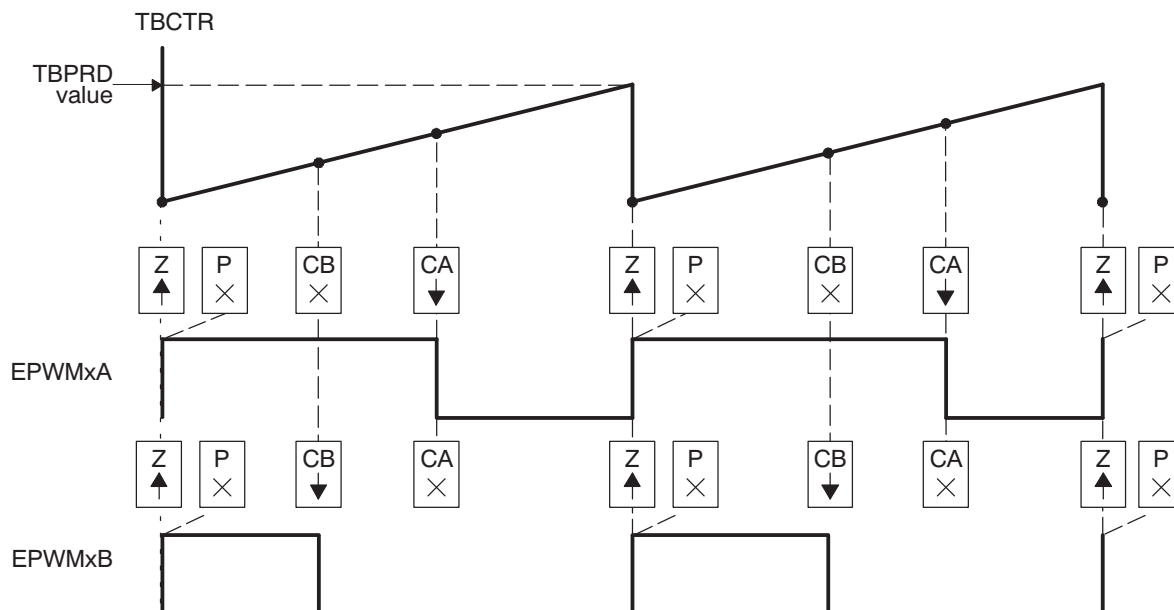 TBCTR
TBPRD
value
Z P CB CA Z P CB CA Z P
EPWMxA
Z P CB CA Z P CB CA Z P
EPWMxB